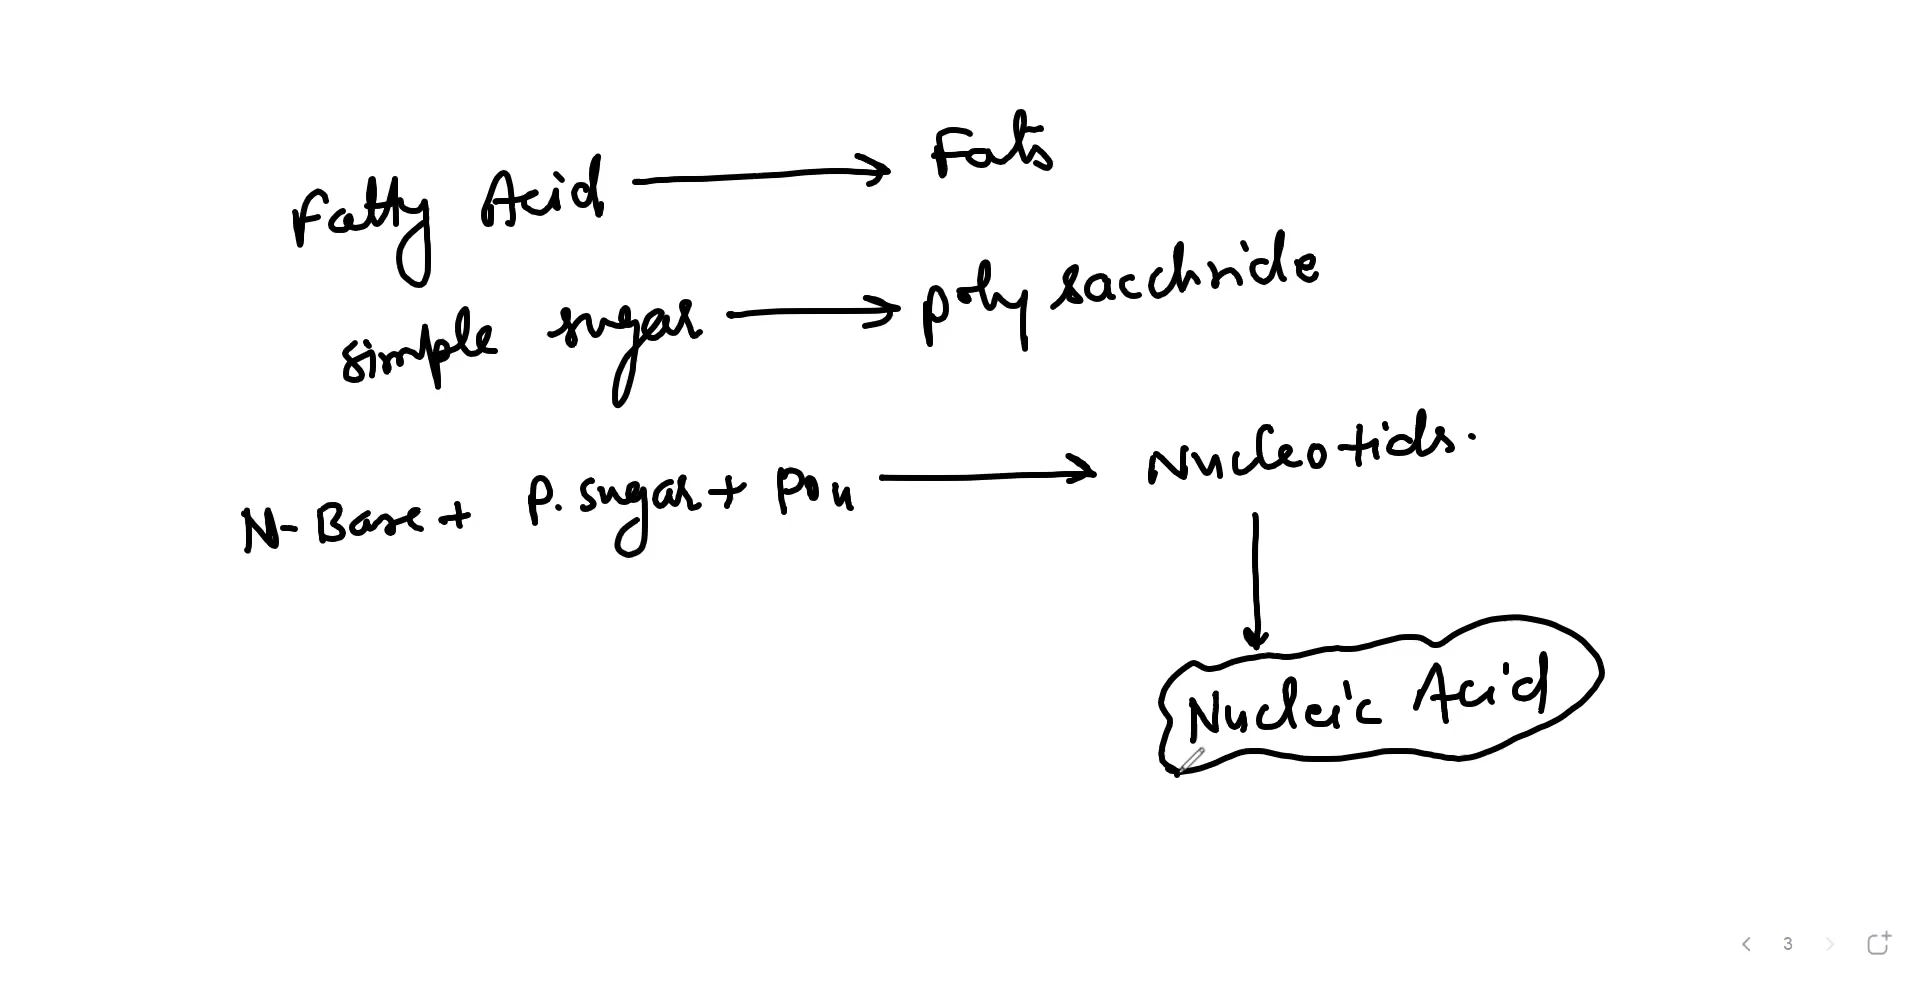 Fatty Acid → Fats
simple sugar → poly sacchride
N-Base + P. sugar + PO4 → Nucleotids.
Nucleic Acid
3